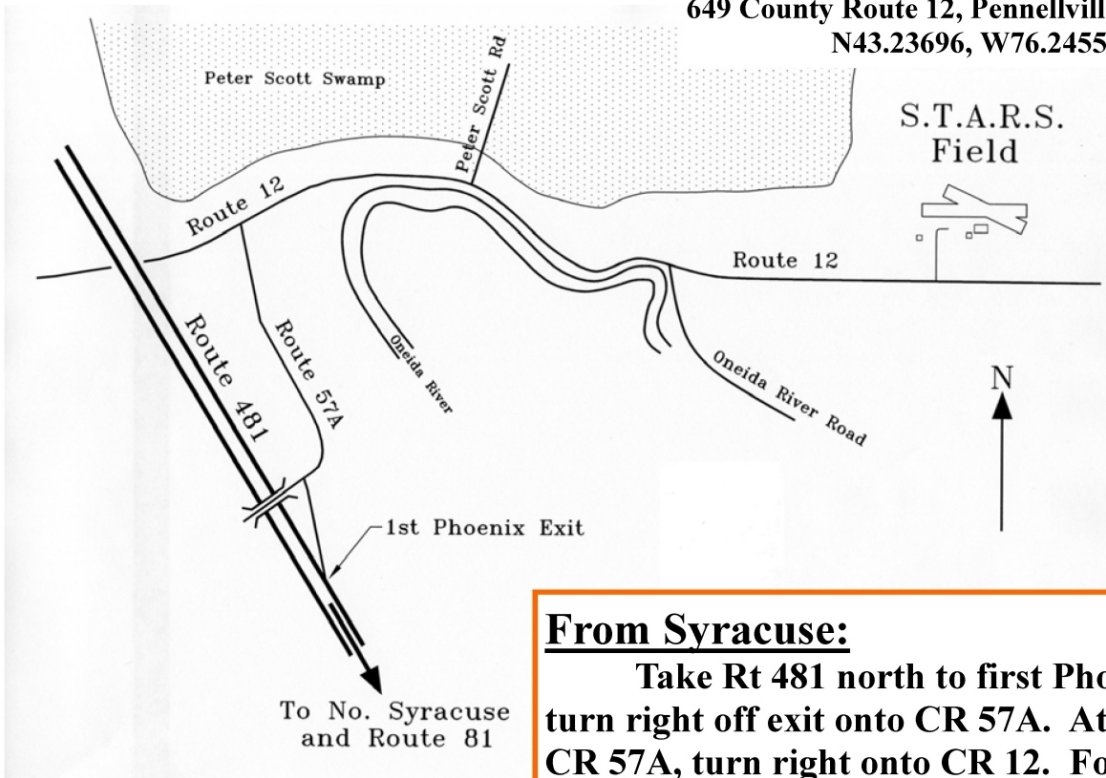 649 County Route 12, Pennellvill
N43.23696, W76.2455
Peter Scott Swamp
Peter Scott Rd
S.T.A.R.S.
Field
Route 12
Route 12
Route 481
Route 57A
Oneida River
Oneida River Road
N
1st Phoenix Exit
To No. Syracuse
and Route 81
From Syracuse:
Take Rt 481 north to first Pho
turn right off exit onto CR 57A. At
CR 57A, turn right onto CR 12. Fo